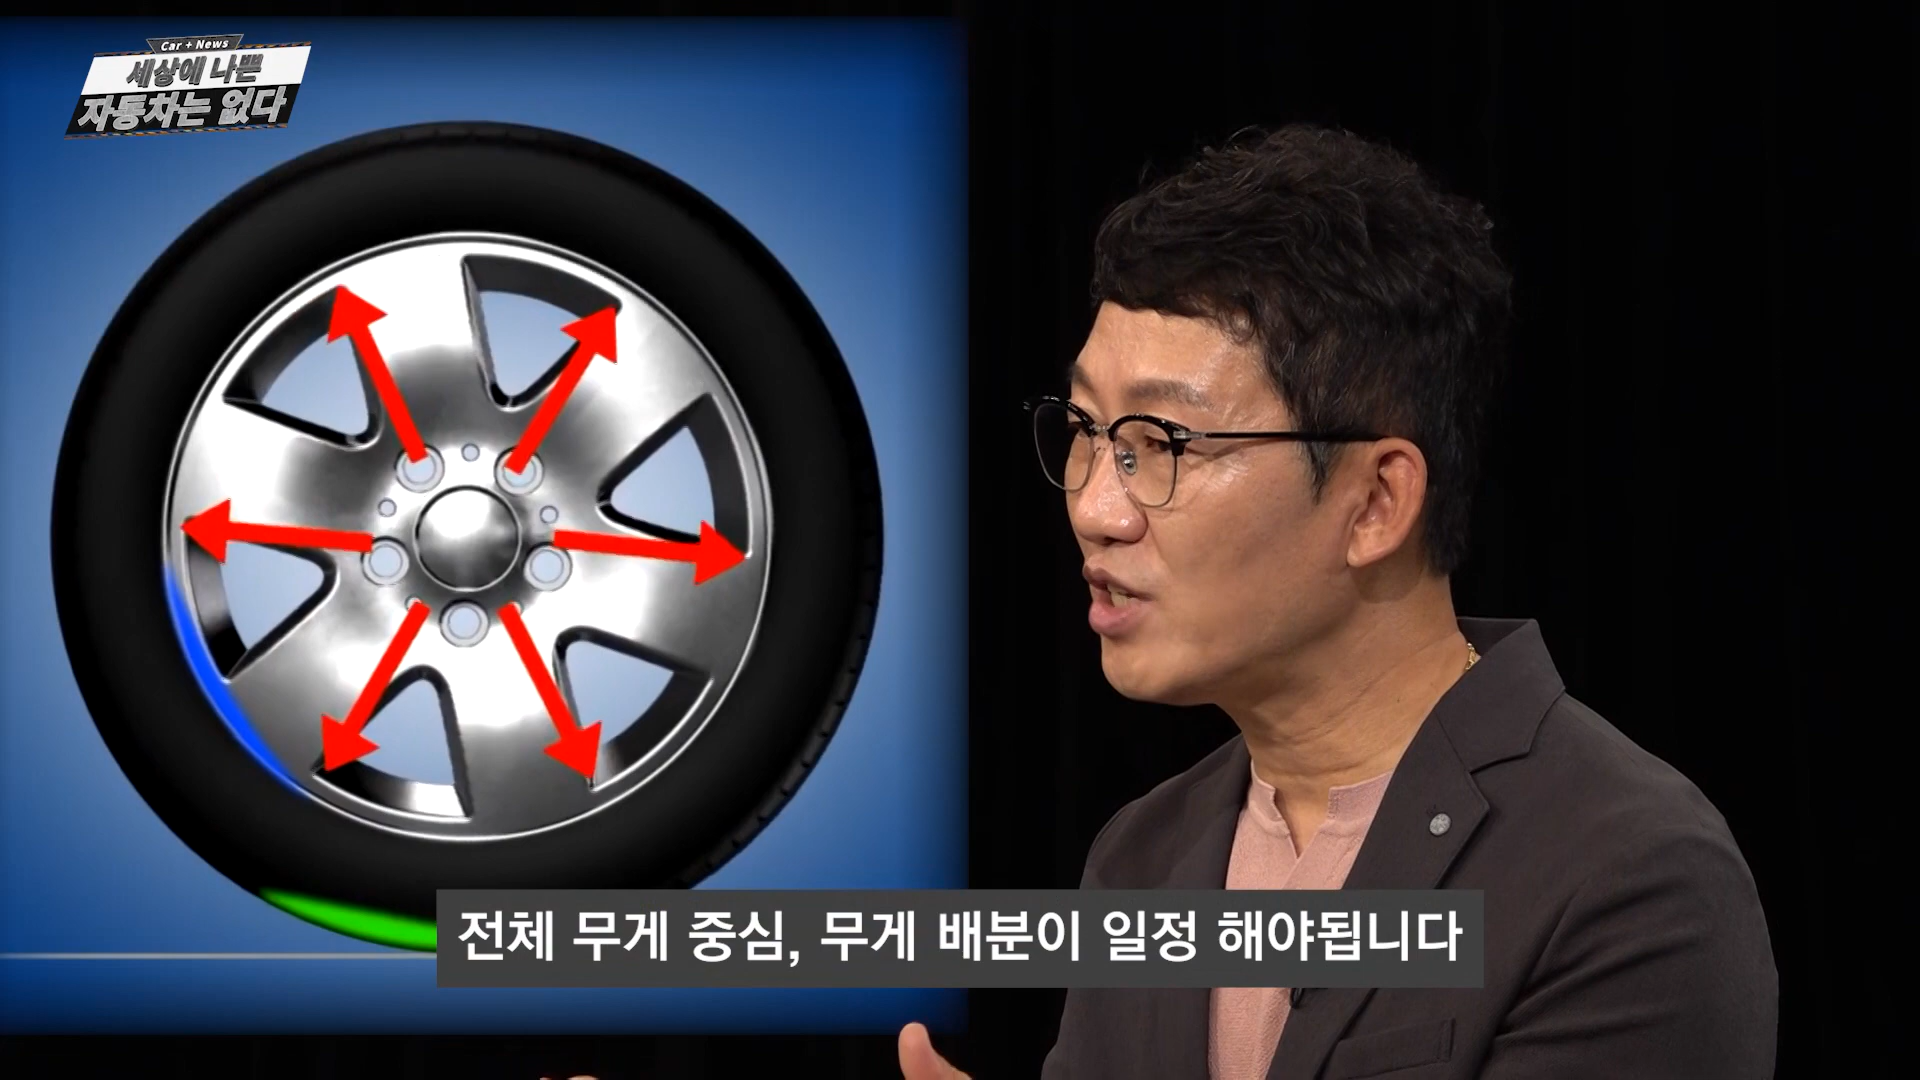 Car + News
세상에 나쁜
자동차는 없다
전체 무게 중심, 무게 배분이 일정 해야됩니다